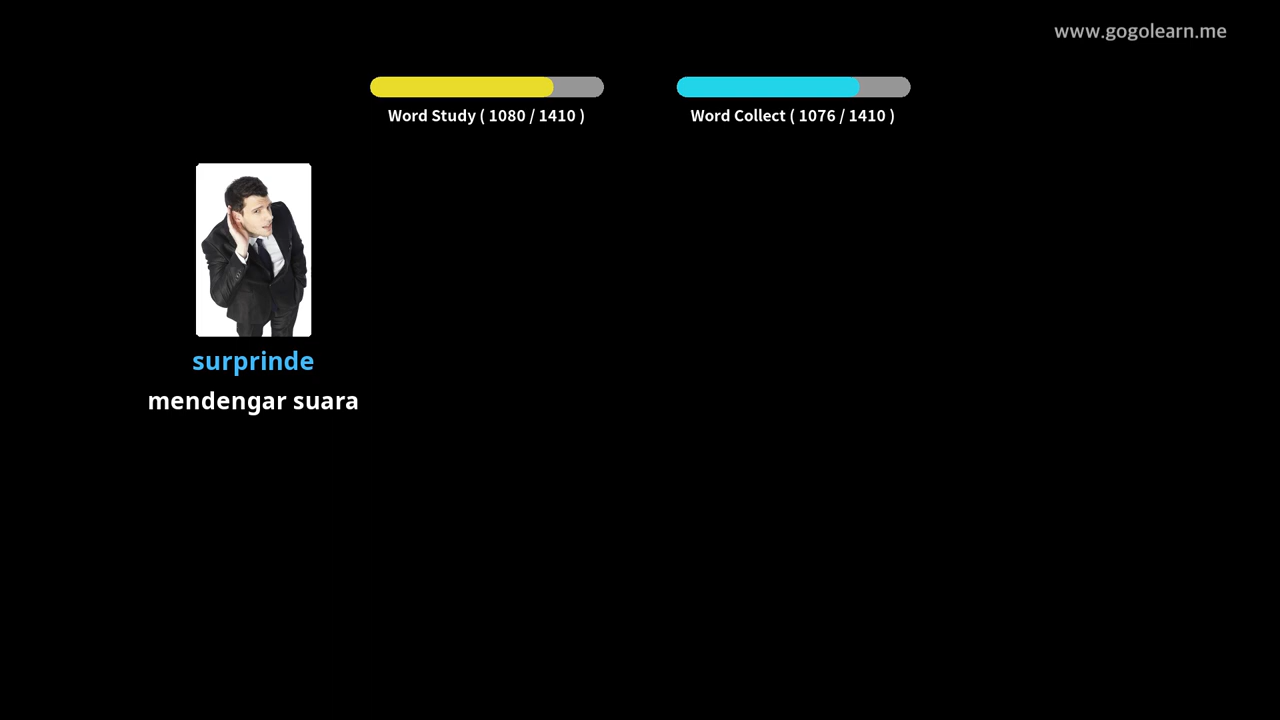 www.gogolearn.me
Word Study ( 1080 / 1410 )
Word Collect ( 1076 / 1410 )
surprinde
mendengar suara